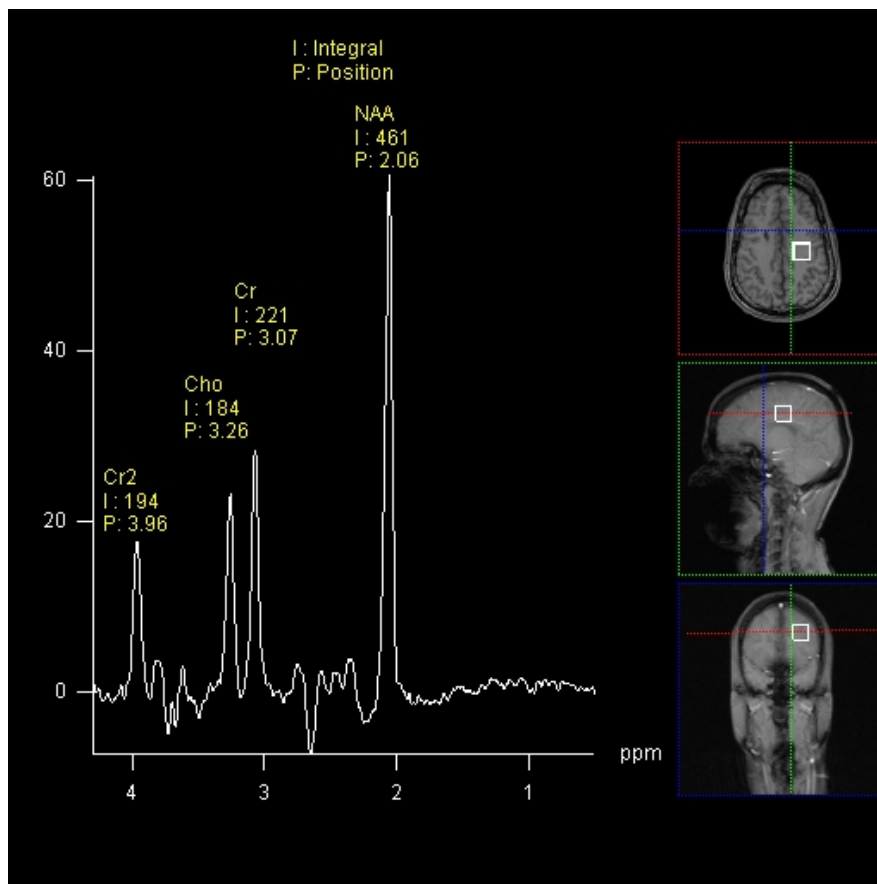 I : Integral
P: Position
NAA
I : 461
P: 2.06
Cr
I : 221
P: 3.07
Cho
I : 184
P: 3.26
Cr2
I : 194
P: 3.96
60
40
20
0
ppm
4
3
2
1